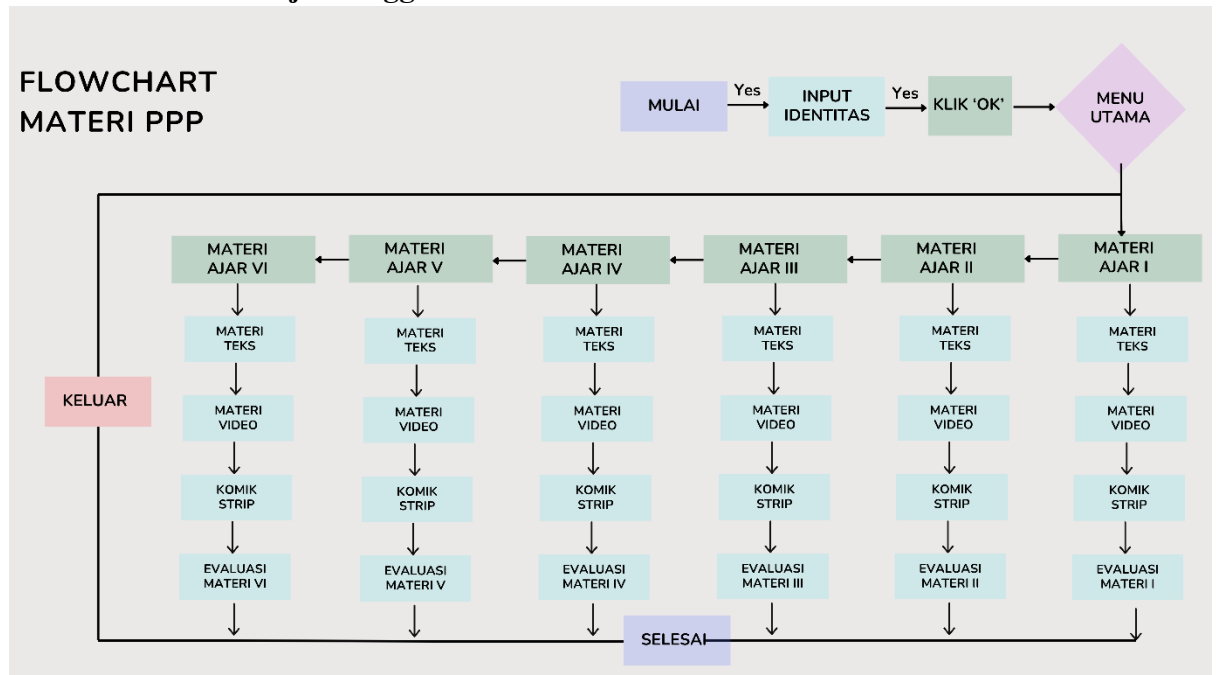 FLOWCHART
MATERI PPP
MULAI
Yes
INPUT
IDENTITAS
Yes
KLIK 'OK'
MENU
UTAMA
MATERI
AJAR VI
MATERI
AJAR V
MATERI
AJAR IV
MATERI
AJAR III
MATERI
AJAR II
MATERI
AJAR I
MATERI
TEKS
MATERI
TEKS
MATERI
TEKS
MATERI
TEKS
MATERI
TEKS
MATERI
TEKS
KELUAR
MATERI
VIDEO
MATERI
VIDEO
MATERI
VIDEO
MATERI
VIDEO
MATERI
VIDEO
MATERI
VIDEO
KOMIK
STRIP
KOMIK
STRIP
KOMIK
STRIP
KOMIK
STRIP
KOMIK
STRIP
KOMIK
STRIP
EVALUASI
MATERI VI
EVALUASI
MATERI V
EVALUASI
MATERI IV
EVALUASI
MATERI III
EVALUASI
MATERI II
EVALUASI
MATERI I
SELESAI